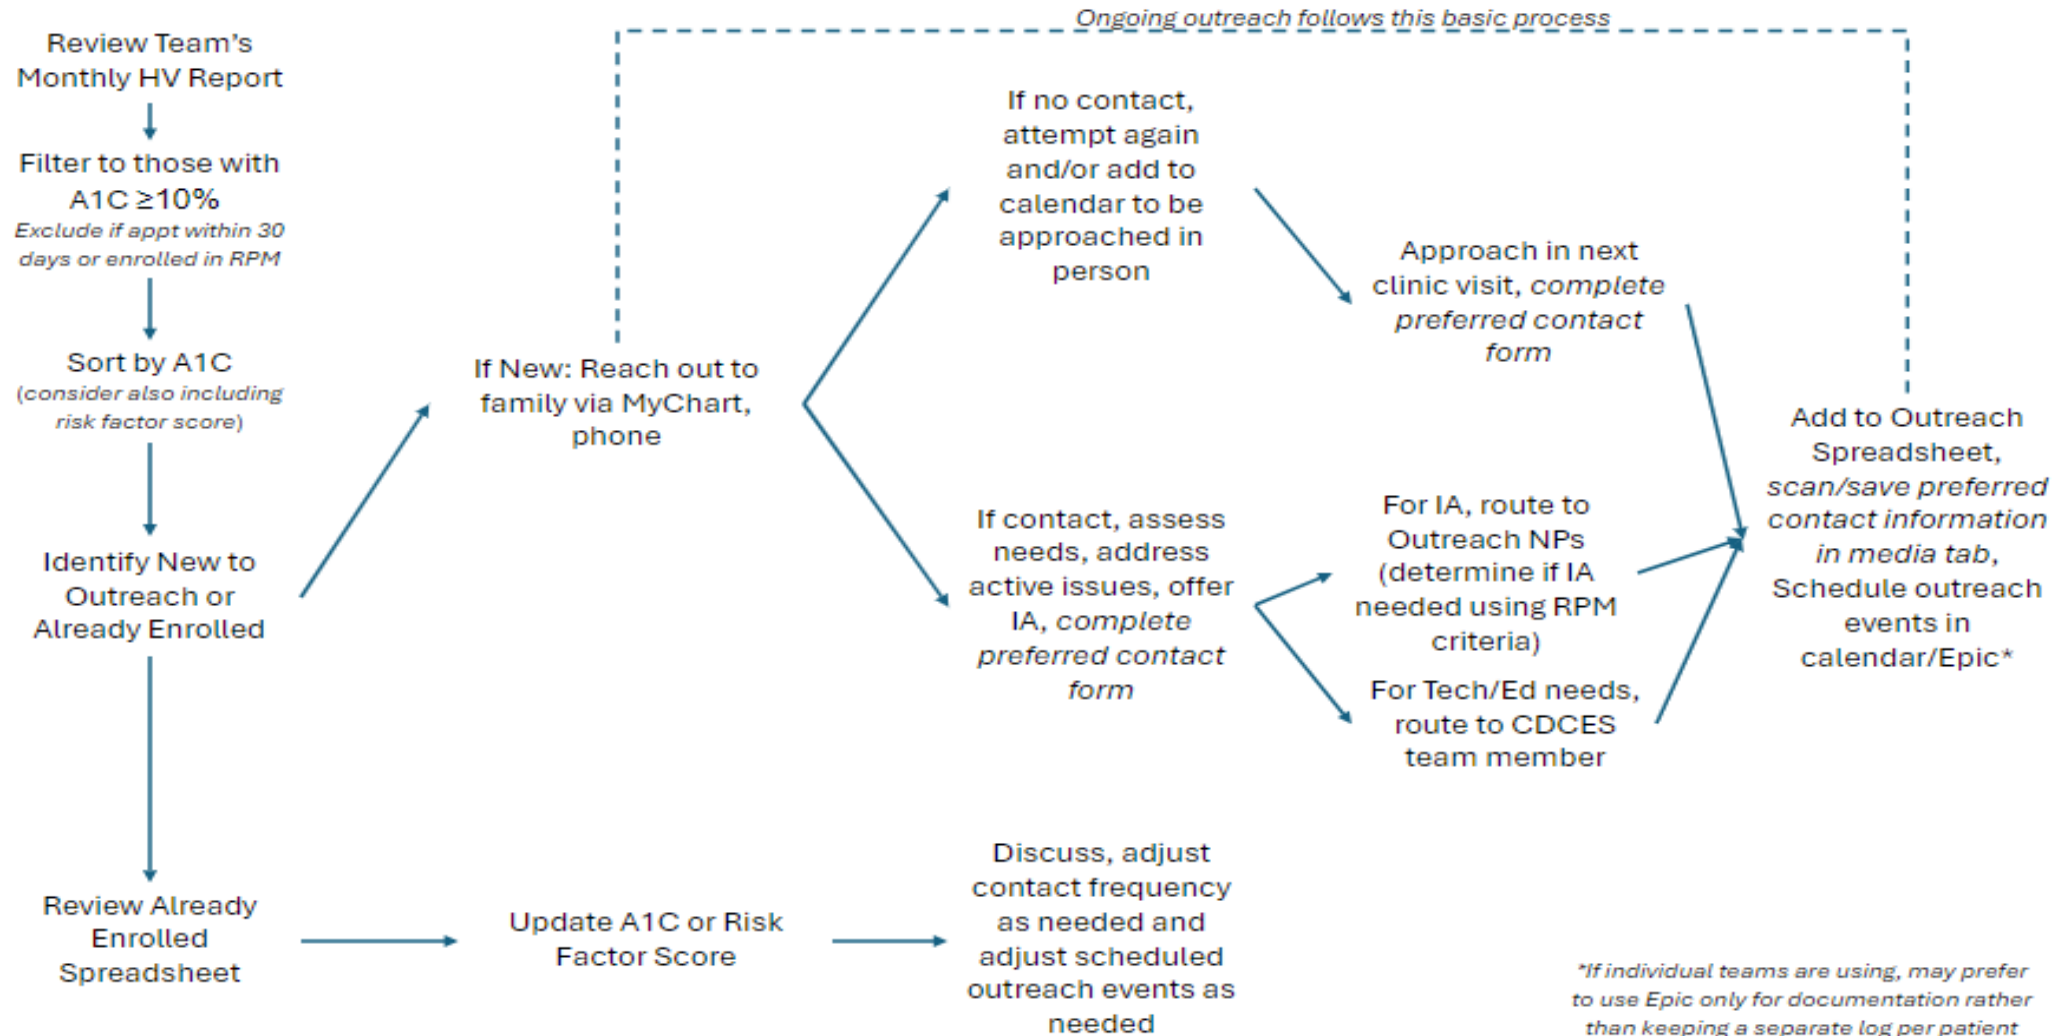 Ongoing outreach follows this basic process
Review Team's
Monthly HV Report
Filter to those with
A1C ≥10%
Exclude if appt within 30
days or enrolled in RPM
Sort by A1C
(consider also including
risk factor score)
Identify New to
Outreach or
Already Enrolled
If New: Reach out to
family via MyChart,
phone
If no contact,
attempt again
and/or add to
calendar to be
approached in
person
Approach in next
clinic visit, complete
preferred contact
form
If contact, assess
needs, address
active issues, offer
IA, complete
preferred contact
form
For IA, route to
Outreach NPs
(determine if IA
needed using RPM
criteria)
For Tech/Ed needs,
route to CDCES
team member
Add to Outreach
Spreadsheet,
scan/save preferred
contact information
in media tab,
Schedule outreach
events in
calendar/Epic*
Review Already
Enrolled
Spreadsheet
Update A1C or Risk
Factor Score
Discuss, adjust
contact frequency
as needed and
adjust scheduled
outreach events as
needed
*If individual teams are using, may prefer
to use Epic only for documentation rather
than keeping a separate log per patient